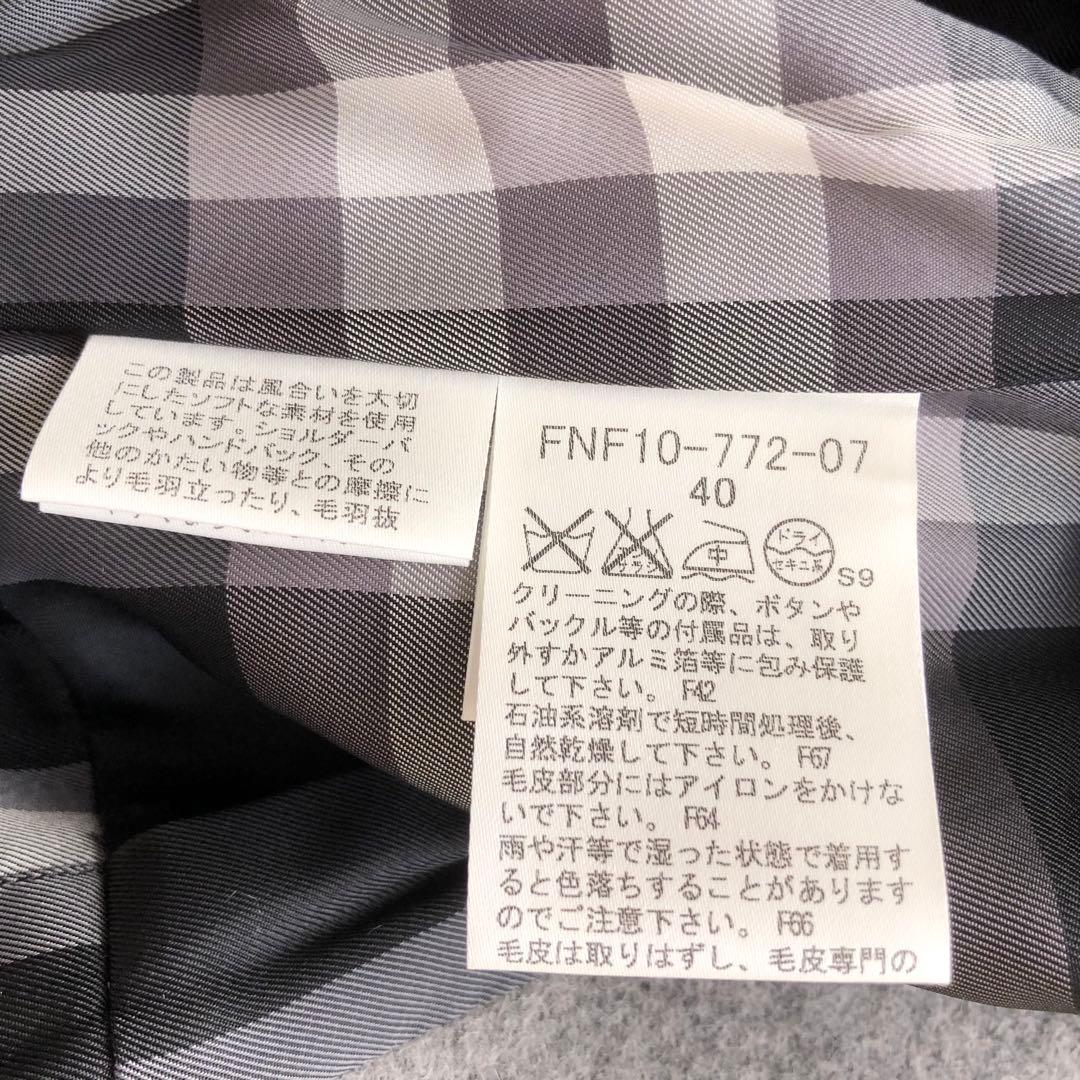 この製品は風合いを大切
にしたソフトな素材を使用
しています。ショルダーバ
ックやハンドバック、その
他のかたい物等との摩擦に
より毛羽立ったり、毛羽抜
FNF10-772-07
40
中
ドライ
セキユ系
S9
クリーニングの際、ボタンや
バックル等の付属品は、取り
外すかアルミ箔等に包み保護
して下さい。 F42
石油系溶剤で短時間処理後、
自然乾燥して下さい。 F67
毛皮部分にはアイロンをかけな
いで下さい。 F64
雨や汗等で湿った状態で着用す
ると色落ちすることがあります
のでご注意下さい。 F66
毛皮は取りはずし、毛皮専門の